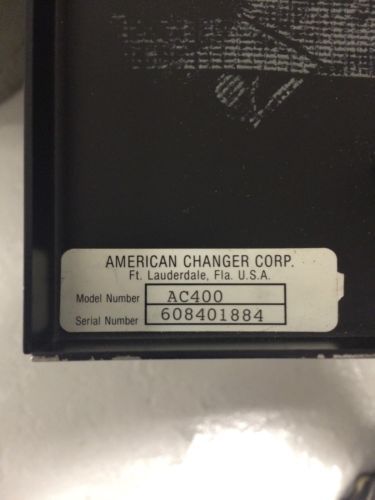 AMERICAN CHANGER CORP.
Ft. Lauderdale, Fla. U.S.A.
Model Number AC400
Serial Number 608401884